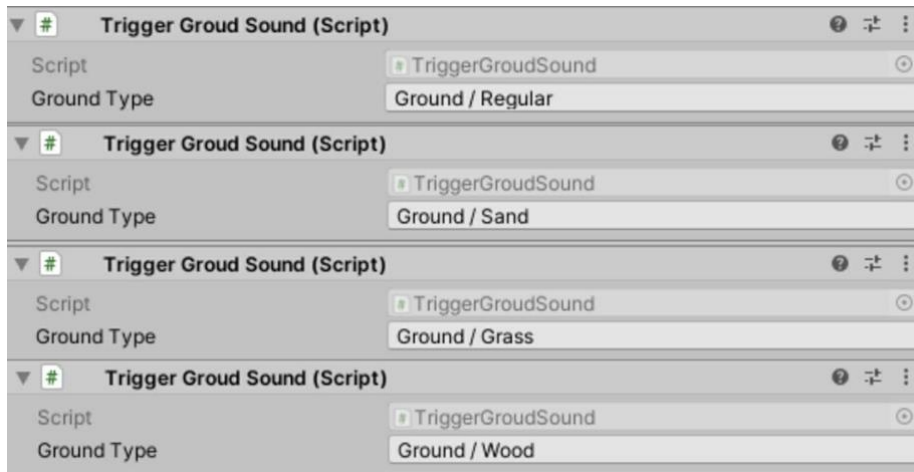 Trigger Groud Sound (Script)
Script TriggerGroudSound
Ground Type Ground / Regular
Trigger Groud Sound (Script)
Script TriggerGroudSound
Ground Type Ground / Sand
Trigger Groud Sound (Script)
Script TriggerGroudSound
Ground Type Ground / Grass
Trigger Groud Sound (Script)
Script TriggerGroudSound
Ground Type Ground / Wood